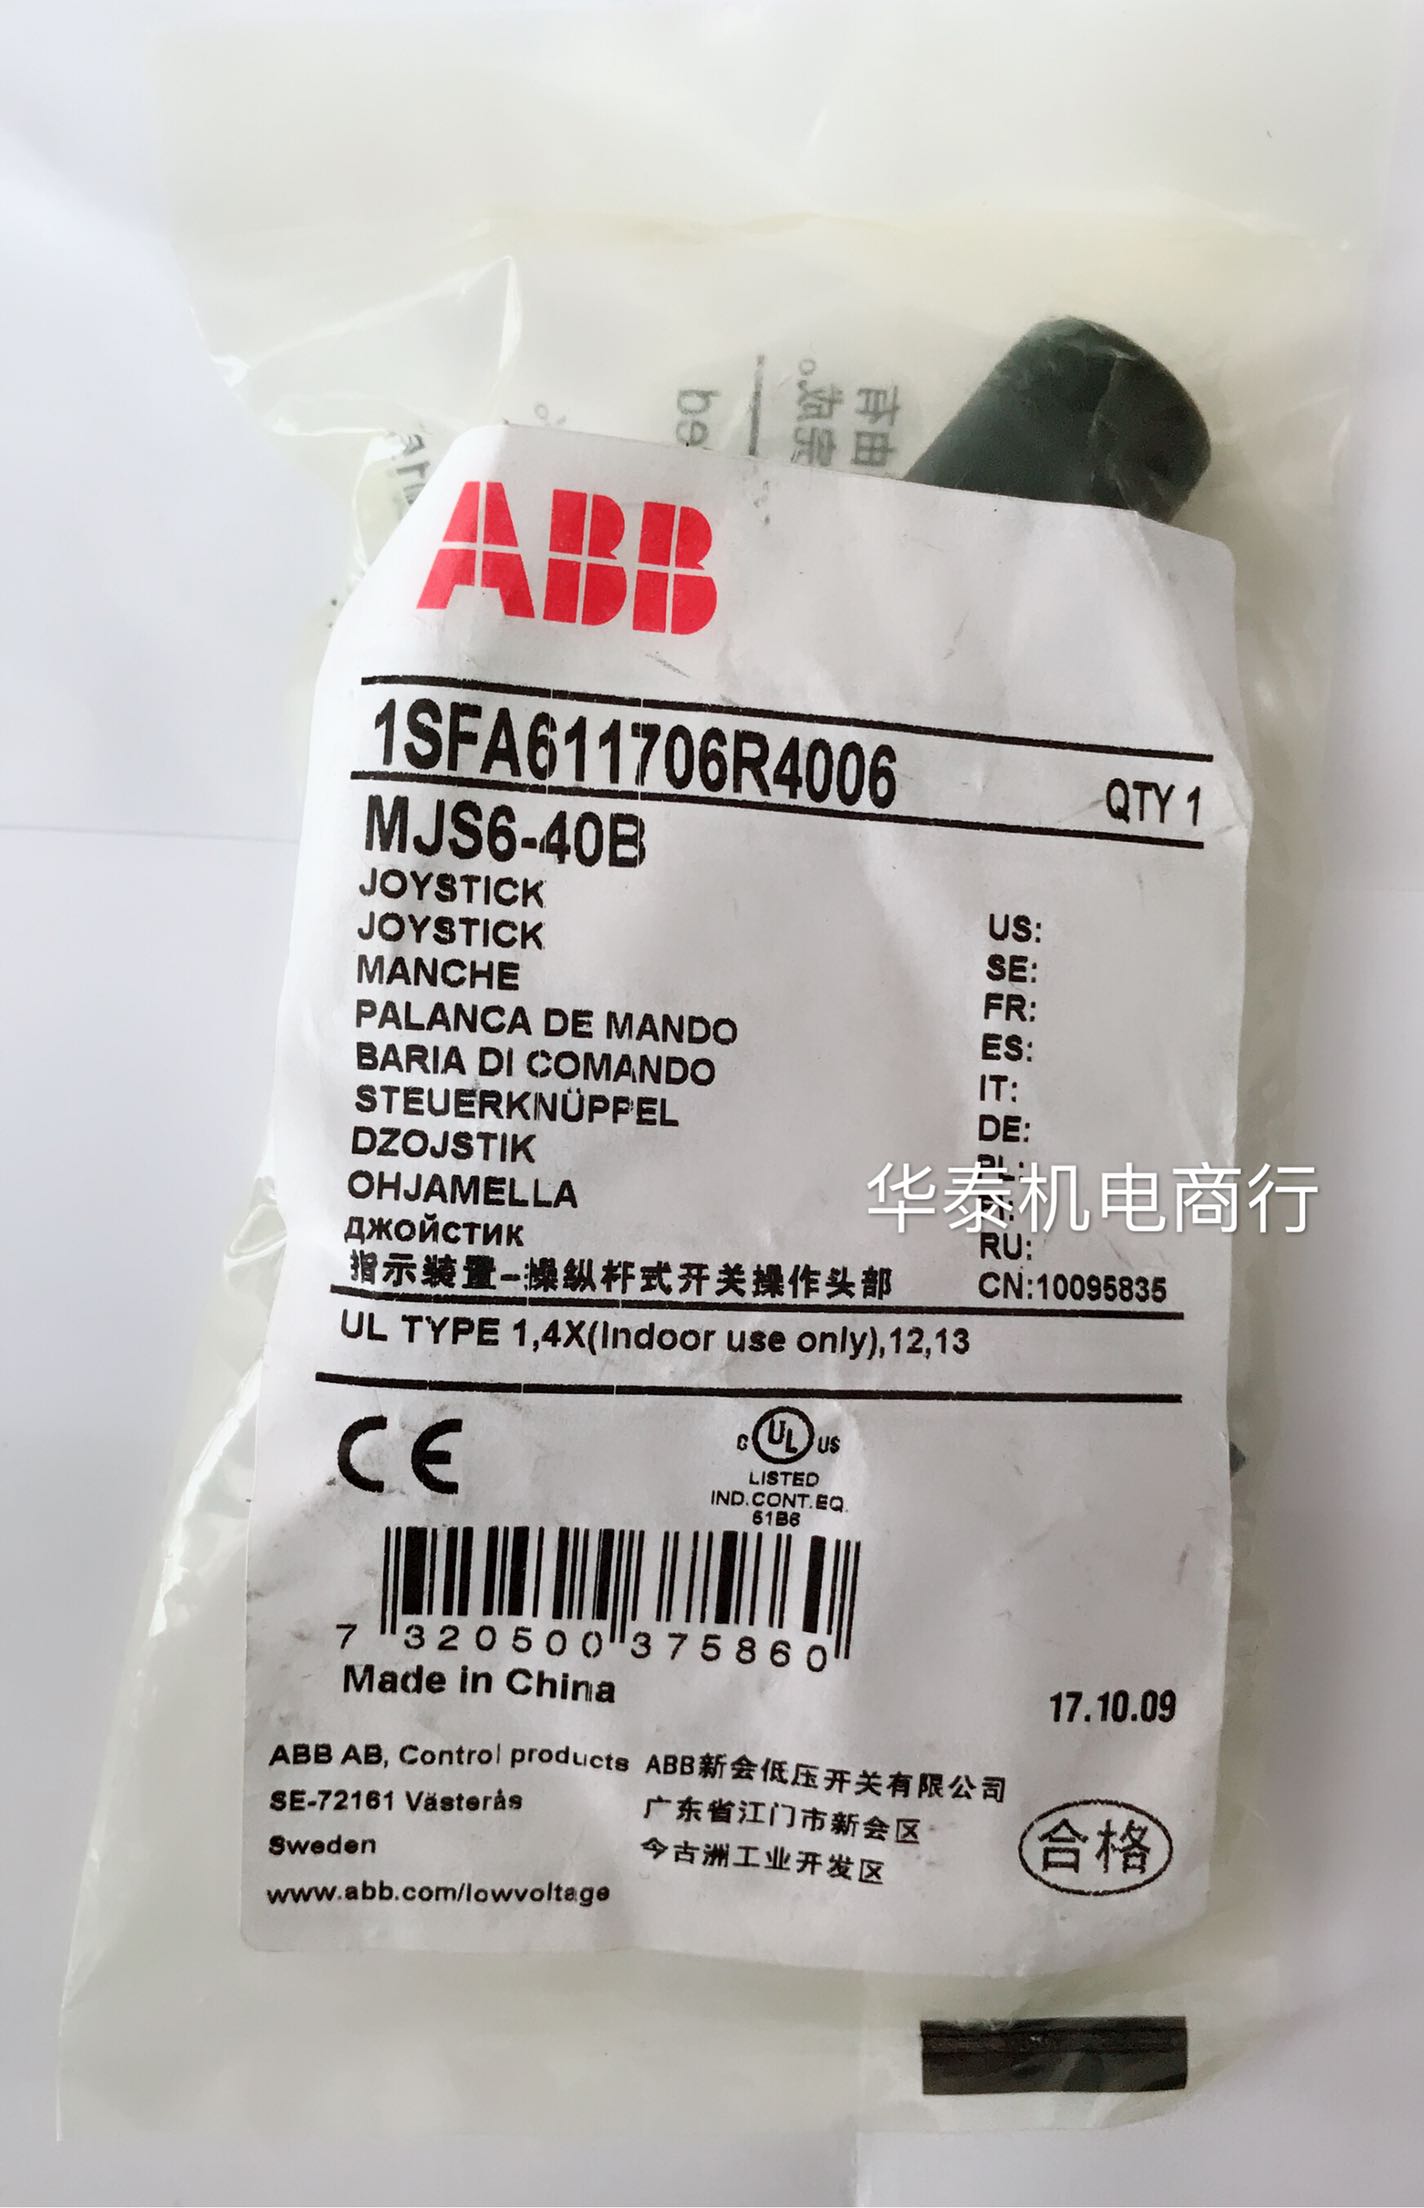 ABB
1SFA611706R4006 QTY 1
MJS6-40B
JOYSTICK US:
JOYSTICK SE:
MANCHE FR:
PALANCA DE MANDO ES:
BARIA DI COMANDO IT:
STEUERKNÜPPEL DE:
DZOJSTIK PL:
OHJAMELLA FI:
华泰机电商行
ДЖОЙСТИК RU:
指示装置-操纵杆式开关操作头部 CN:10095835
UL TYPE 1,4X(Indoor use only),12,13
CE
C UL US
LISTED
IND.CONT.EQ.
61B6
7 320500 375860
Made in China
17.10.09
ABB AB, Control products ABB新会低压开关有限公司
SE-72161 Västerås 广东省江门市新会区
Sweden 今古洲工业开发区
www.abb.com/lowvoltage
合格